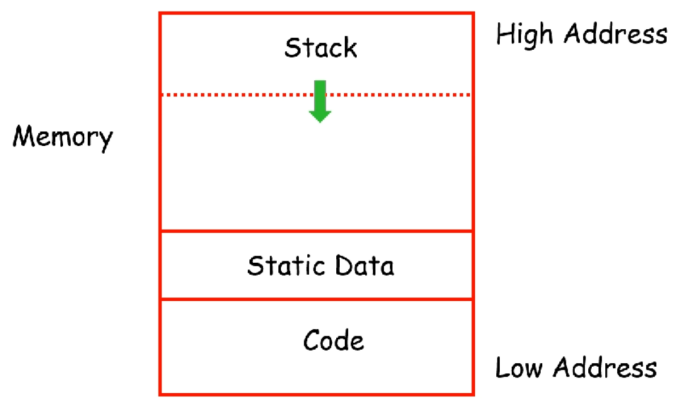 Stack
High Address
Memory
Static Data
Code
Low Address